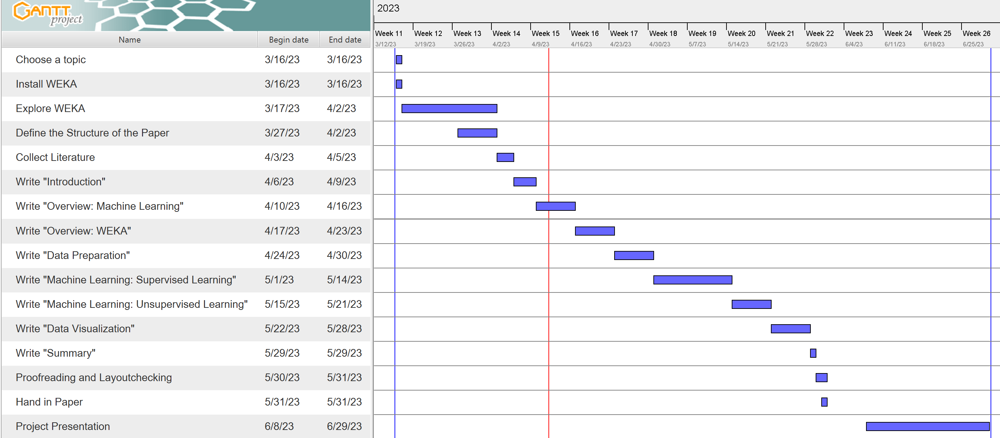 GANTT
project
2023
Week 11 Week 12 Week 13 Week 14 Week 15 Week 16 Week 17 Week 18 Week 19 Week 20 Week 21 Week 22 Week 23 Week 24 Week 25 Week 26
Name Begin date End date
3/12/23 3/19/23 3/26/23 4/2/23 4/9/23 4/16/23 4/23/23 4/30/23 5/7/23 5/14/23 5/21/23 5/28/23 6/4/23 6/11/23 6/18/23 6/25/23
Choose a topic 3/16/23 3/16/23
Install WEKA 3/16/23 3/16/23
Explore WEKA 3/17/23 4/2/23
Define the Structure of the Paper 3/27/23 4/2/23
Collect Literature 4/3/23 4/5/23
Write "Introduction" 4/6/23 4/9/23
Write "Overview: Machine Learning" 4/10/23 4/16/23
Write "Overview: WEKA" 4/17/23 4/23/23
Write "Data Preparation" 4/24/23 4/30/23
Write "Machine Learning: Supervised Learning" 5/1/23 5/14/23
Write "Machine Learning: Unsupervised Learning" 5/15/23 5/21/23
Write "Data Visualization" 5/22/23 5/28/23
Write "Summary" 5/29/23 5/29/23
Proofreading and Layoutchecking 5/30/23 5/31/23
Hand in Paper 5/31/23 5/31/23
Project Presentation 6/8/23 6/29/23